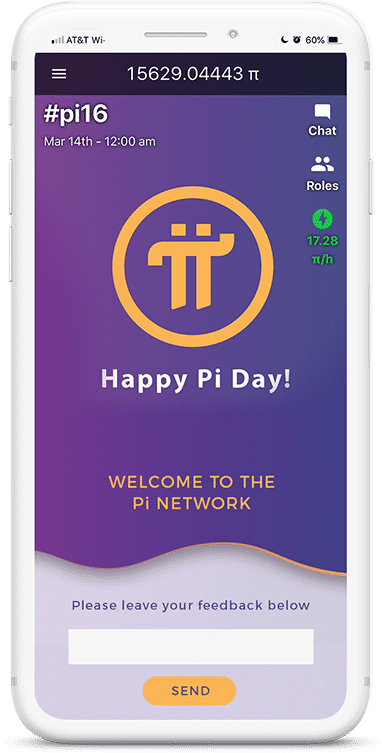 AT&T Wi-
60%
15629.04443 π
#pi16
Mar 14th - 12:00 am
Chat
Roles
17.28
π/h
Happy Pi Day!
WELCOME TO THE
Pi NETWORK
Please leave your feedback below
SEND